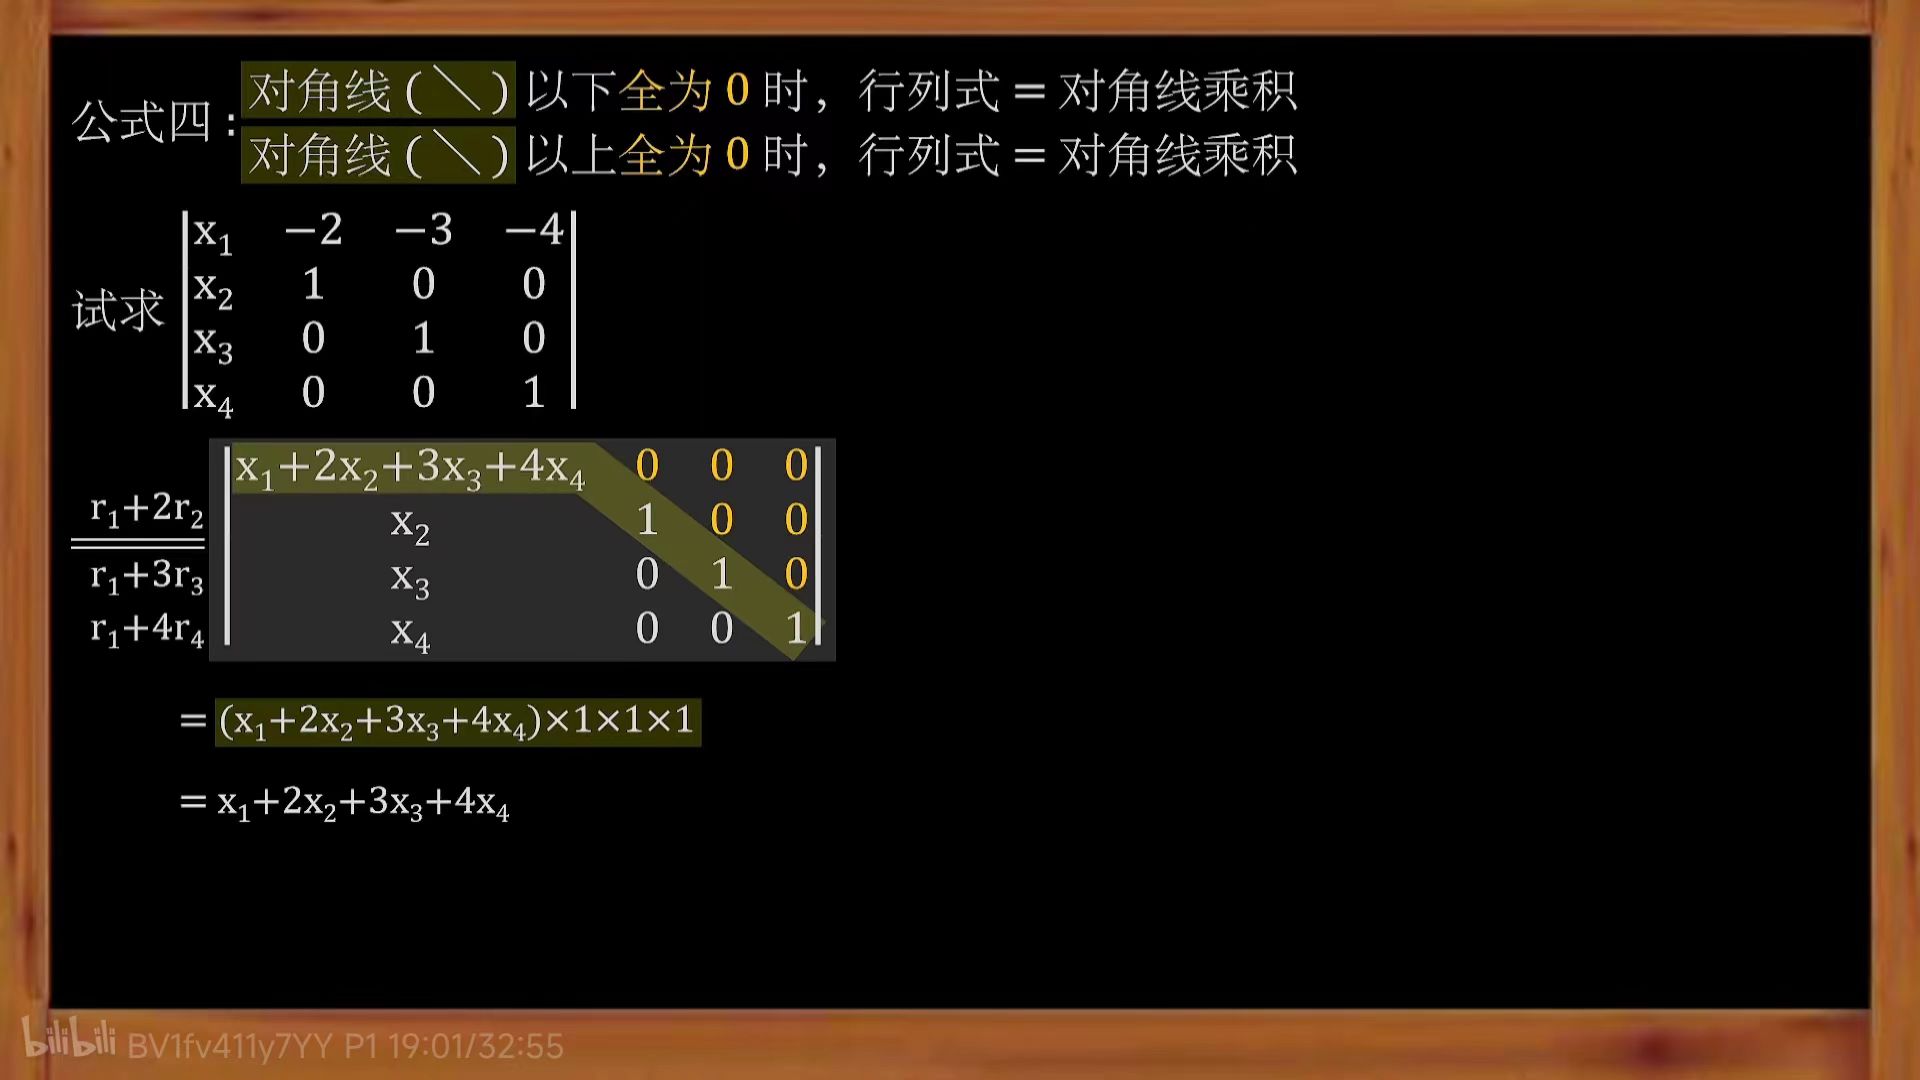 公式四：
对角线(╲)以下全为 0 时，行列式 = 对角线乘积
对角线(╲)以上全为 0 时，行列式 = 对角线乘积
试求
x₁ −2 −3 −4
x₂ 1 0 0
x₃ 0 1 0
x₄ 0 0 1
r₁+2r₂
r₁+3r₃
r₁+4r₄
x₁+2x₂+3x₃+4x₄ 0 0 0
x₂ 1 0 0
x₃ 0 1 0
x₄ 0 0 1
= (x₁+2x₂+3x₃+4x₄)×1×1×1
= x₁+2x₂+3x₃+4x₄
bilibili BV1fv411y7YY P1 19:01/32:55